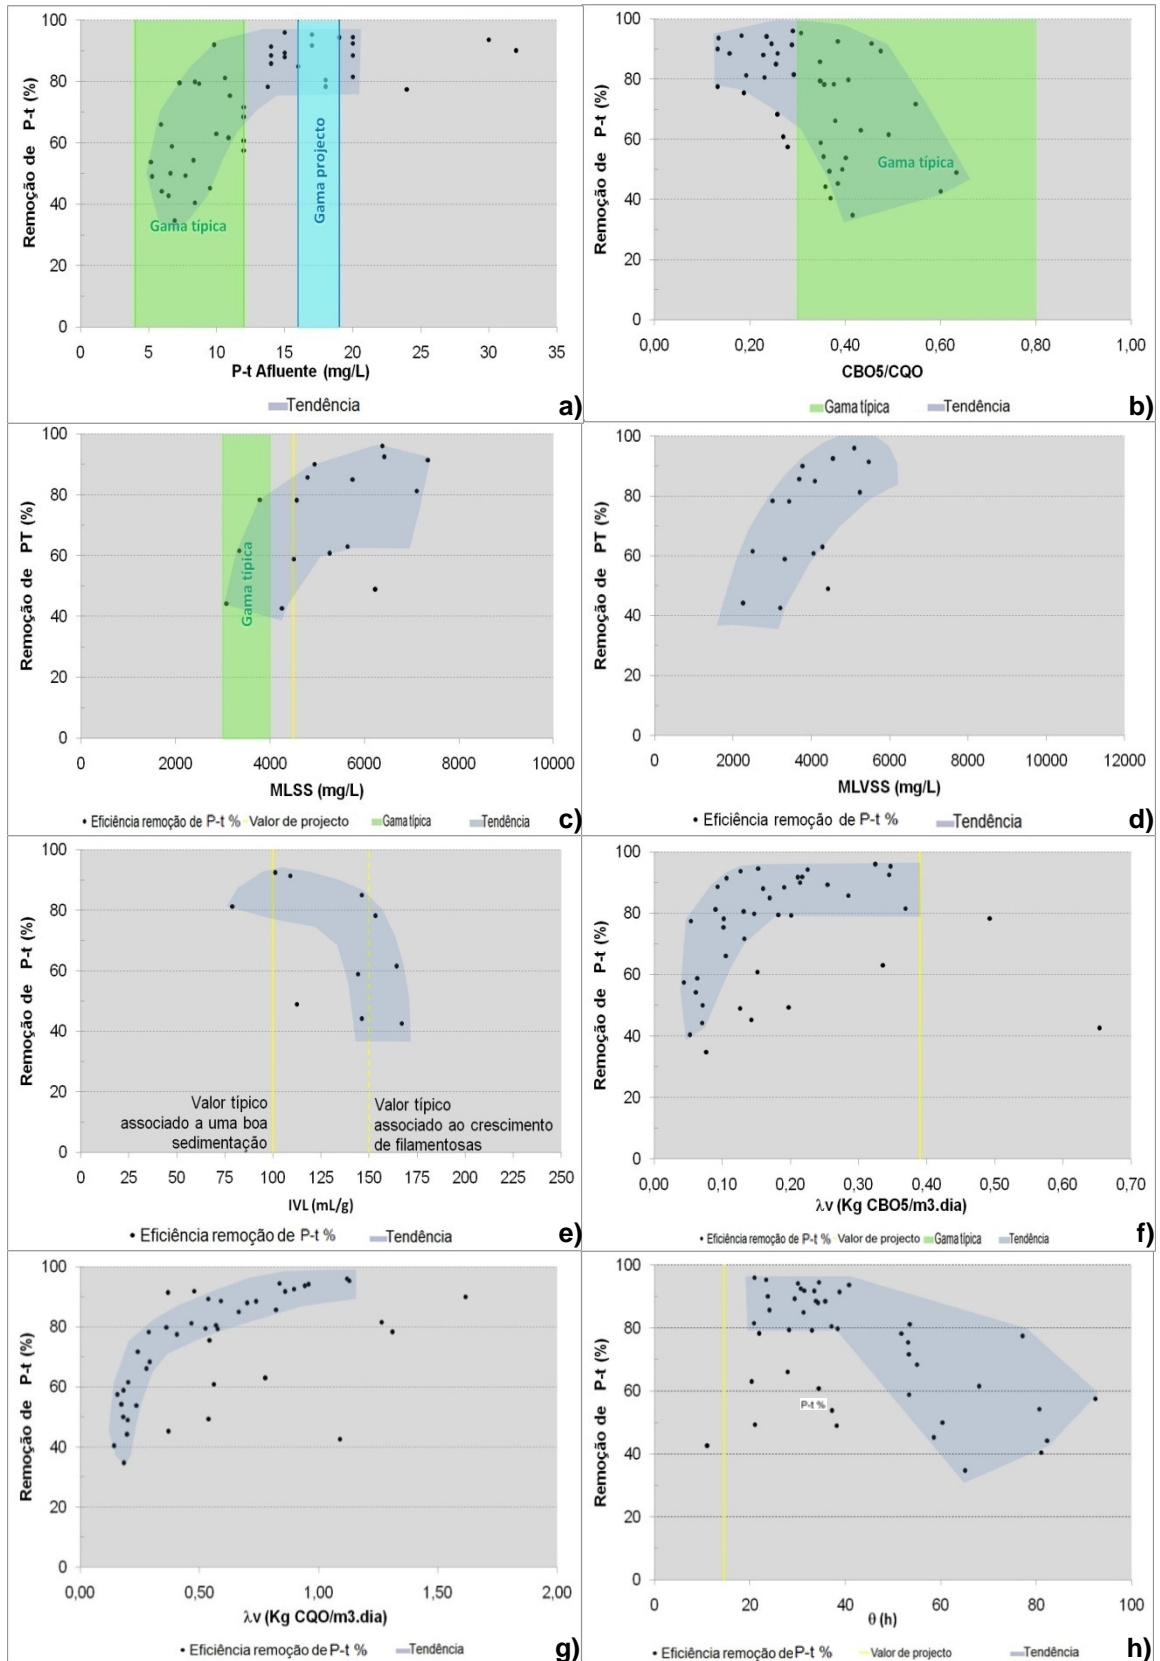 100
80
60
40
20
0
Remoção de P-t (%)
Gama típica
Gama projecto
0 5 10 15 20 25 30 35
P-t Afluente (mg/L)
Tendência
a)
100
80
60
40
20
0
Remoção de P-t (%)
Gama típica
0,00 0,20 0,40 0,60 0,80 1,00
CBO5/CQO
Gama típica Tendência
b)
100
80
60
40
20
0
Remoção de PT (%)
Gama típica
0 2000 4000 6000 8000 10000
MLSS (mg/L)
• Eficiência remoção de P-t % Valor de projecto Gama típica Tendência
c)
100
80
60
40
20
0
Remoção de PT (%)
0 2000 4000 6000 8000 10000 12000
MLVSS (mg/L)
• Eficiência remoção de P-t % Tendência
d)
100
80
60
40
20
0
Remoção de P-t (%)
Valor típico
associado a uma boa
sedimentação
Valor típico
associado ao crescimento
de filamentosas
0 25 50 75 100 125 150 175 200 225 250
IVL (mL/g)
• Eficiência remoção de P-t % Tendência
e)
100
80
60
40
20
0
Remoção de P-t (%)
0,00 0,10 0,20 0,30 0,40 0,50 0,60 0,70
λv (Kg CBO5/m3.dia)
• Eficiência remoção de P-t % Valor de projecto Gama típica Tendência
f)
100
80
60
40
20
0
Remoção de P-t (%)
0,00 0,50 1,00 1,50 2,00
λv (Kg CQO/m3.dia)
• Eficiência remoção de P-t % Tendência
g)
100
80
60
40
20
0
Remoção de P-t (%)
P-t %
0 20 40 60 80 100
θ (h)
• Eficiência remoção de P-t % Valor de projecto Tendência
h)